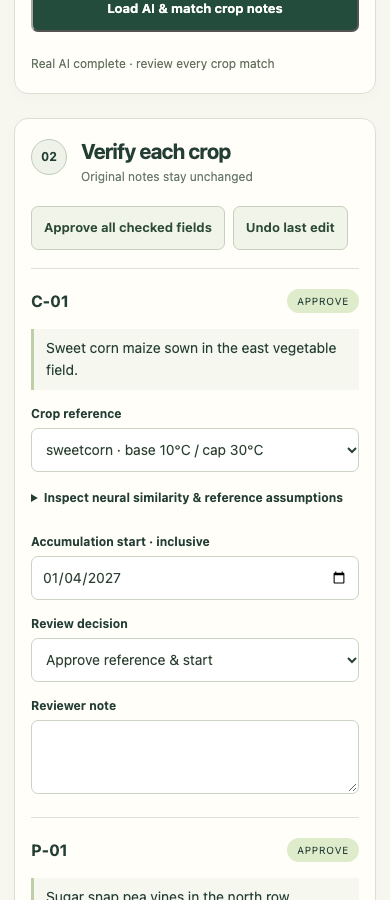 Load AI & match crop notes
Real AI complete · review every crop match
02
Verify each crop
Original notes stay unchanged
Approve all checked fields
Undo last edit
C-01
APPROVE
Sweet corn maize sown in the east vegetable
field.
Crop reference
sweetcorn · base 10°C / cap 30°C
Inspect neural similarity & reference assumptions
Accumulation start · inclusive
01/04/2027
Review decision
Approve reference & start
Reviewer note
P-01
APPROVE
Sugar snap pea vines in the north row